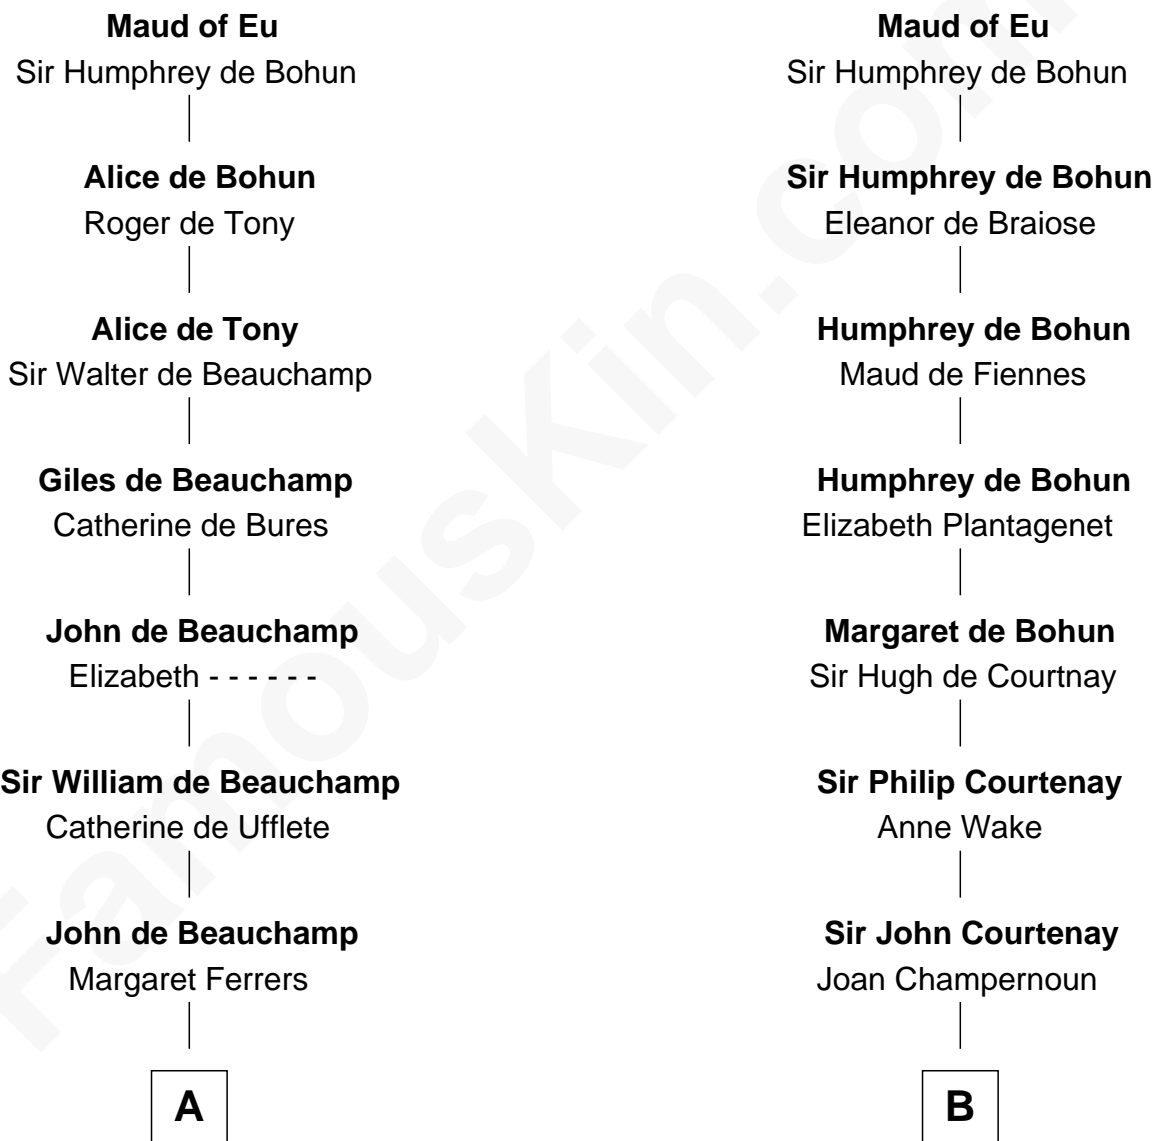 Maud of Eu
Sir Humphrey de Bohun
Alice de Bohun
Roger de Tony
Alice de Tony
Sir Walter de Beauchamp
Giles de Beauchamp
Catherine de Bures
John de Beauchamp
Elizabeth - - - - - -
Sir William de Beauchamp
Catherine de Ufflete
John de Beauchamp
Margaret Ferrers
A
Maud of Eu
Sir Humphrey de Bohun
Sir Humphrey de Bohun
Eleanor de Braiose
Humphrey de Bohun
Maud de Fiennes
Humphrey de Bohun
Elizabeth Plantagenet
Margaret de Bohun
Sir Hugh de Courtnay
Sir Philip Courtenay
Anne Wake
Sir John Courtenay
Joan Champernoun
B
FamousKin.com